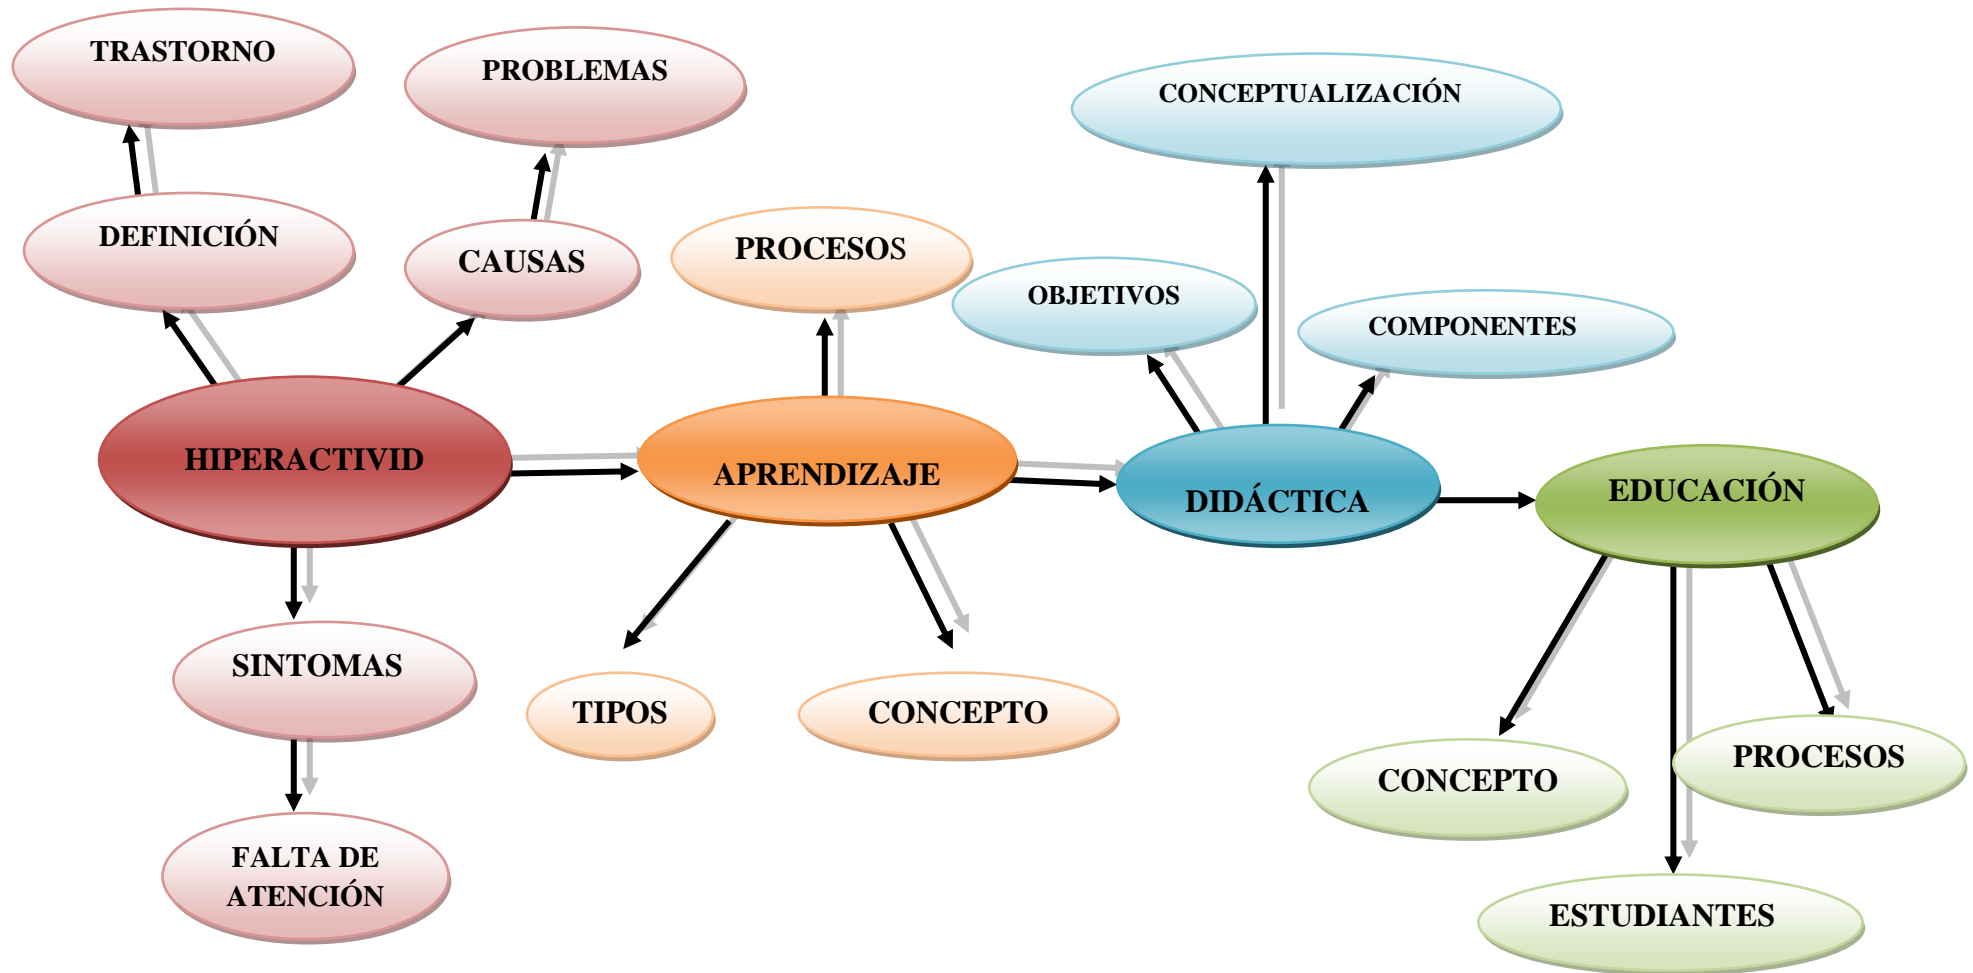 TRASTORNO
PROBLEMAS
CONCEPTUALIZACIÓN
DEFINICIÓN
CAUSAS
PROCESOS
OBJETIVOS
COMPONENTES
HIPERACTIVID
APRENDIZAJE
DIDÁCTICA
EDUCACIÓN
SINTOMAS
TIPOS
CONCEPTO
CONCEPTO
PROCESOS
FALTA DE
ATENCIÓN
ESTUDIANTES